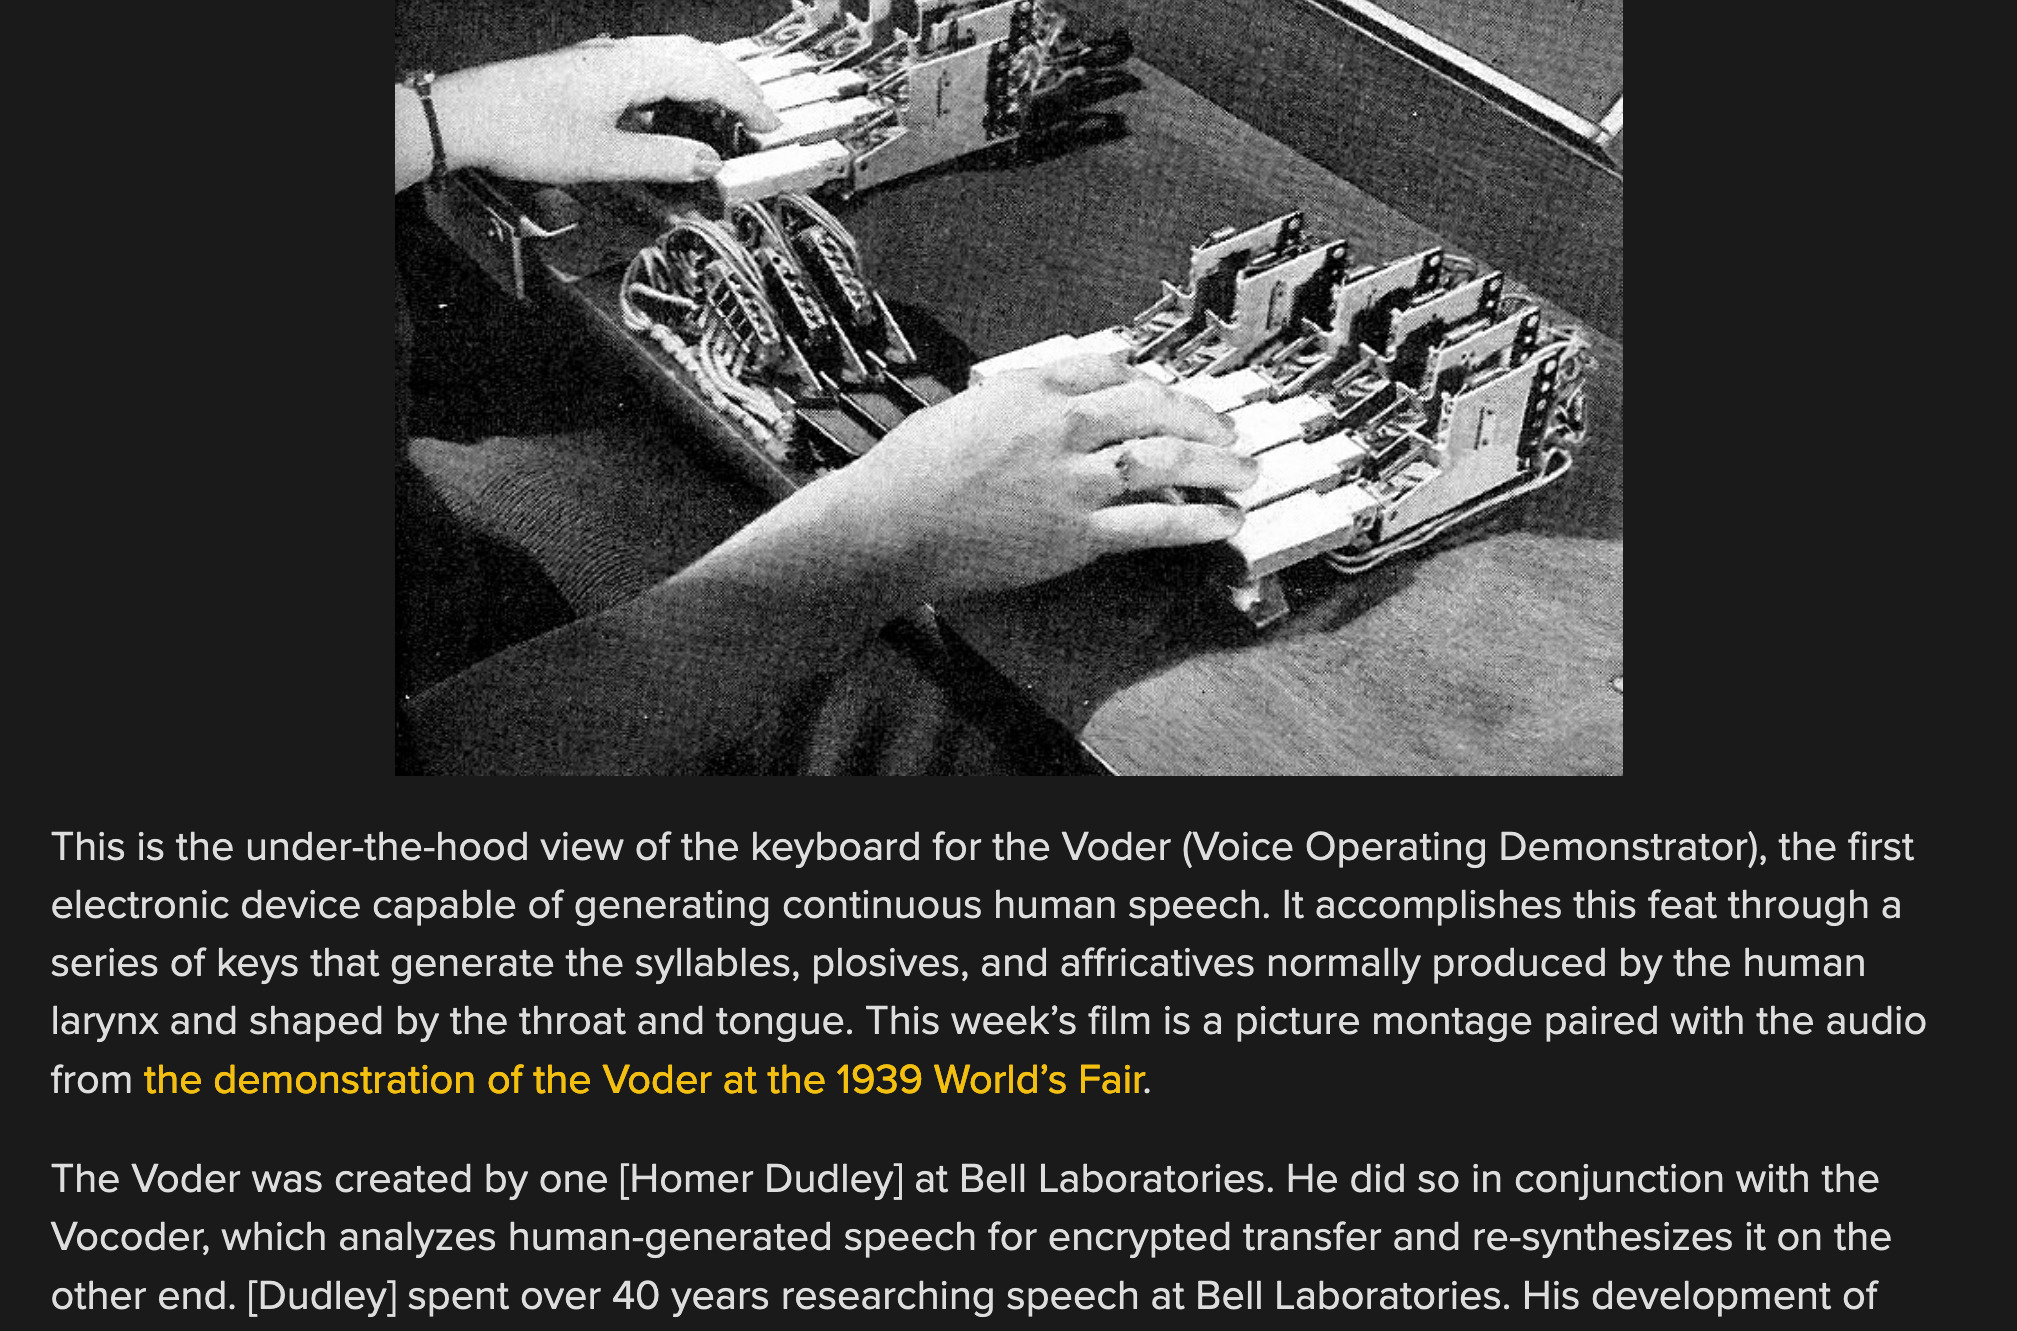 This is the under-the-hood view of the keyboard for the Voder (Voice Operating Demonstrator), the first
electronic device capable of generating continuous human speech. It accomplishes this feat through a
series of keys that generate the syllables, plosives, and affricatives normally produced by the human
larynx and shaped by the throat and tongue. This week’s film is a picture montage paired with the audio
from the demonstration of the Voder at the 1939 World’s Fair.
The Voder was created by one [Homer Dudley] at Bell Laboratories. He did so in conjunction with the
Vocoder, which analyzes human-generated speech for encrypted transfer and re-synthesizes it on the
other end. [Dudley] spent over 40 years researching speech at Bell Laboratories. His development of